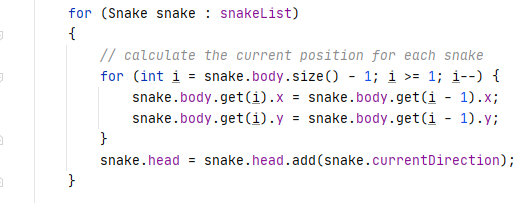 for (Snake snake : snakeList)
{
// calculate the current position for each snake
for (int i = snake.body.size() - 1; i >= 1; i--) {
snake.body.get(i).x = snake.body.get(i - 1).x;
snake.body.get(i).y = snake.body.get(i - 1).y;
}
snake.head = snake.head.add(snake.currentDirection);
}